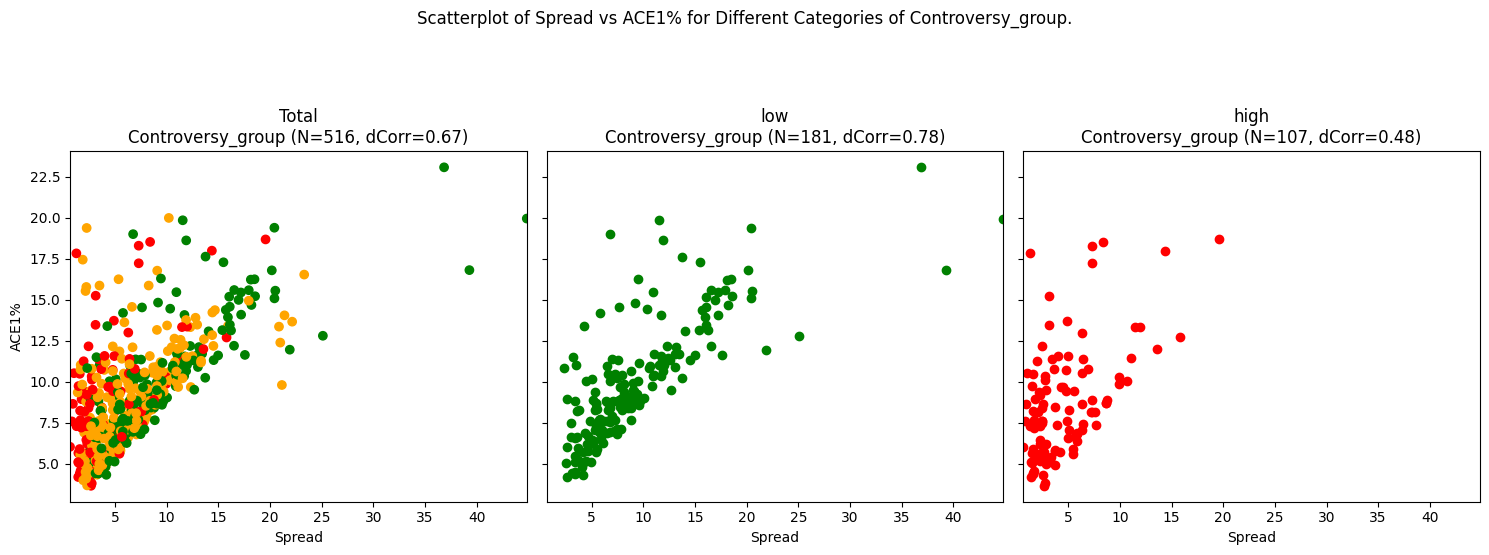 Scatterplot of Spread vs ACE1% for Different Categories of Controversy_group.
Total
Controversy_group (N=516, dCorr=0.67)
low
Controversy_group (N=181, dCorr=0.78)
high
Controversy_group (N=107, dCorr=0.48)
ACE1%
22.5
20.0
17.5
15.0
12.5
10.0
7.5
5.0
5 10 15 20 25 30 35 40
5 10 15 20 25 30 35 40
5 10 15 20 25 30 35 40
Spread
Spread
Spread